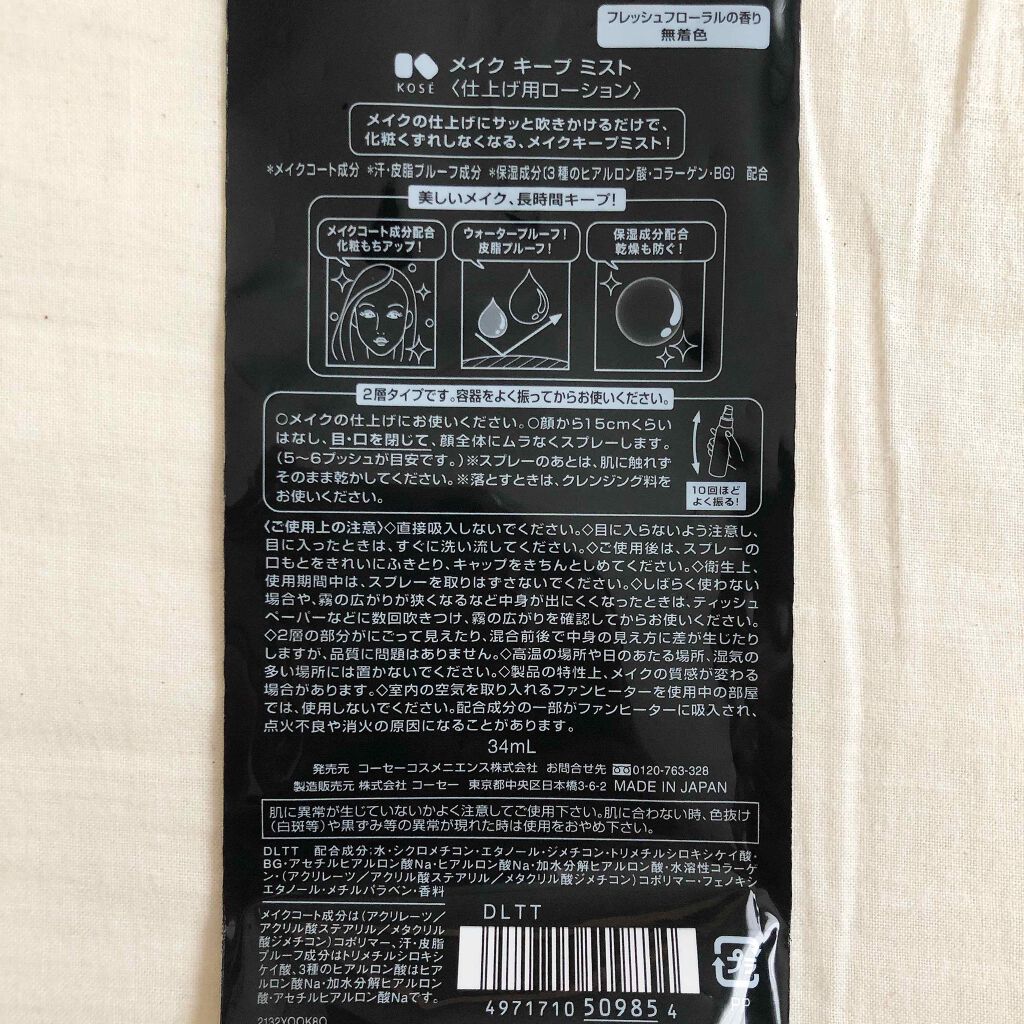 フレッシュフローラルの香り
無着色
KOSÉ
メイク キープ ミスト
〈仕上げ用ローション〉
メイクの仕上げにサッと吹きかけるだけで、
化粧くずれしなくなる、メイクキープミスト!
*メイクコート成分 *汗・皮脂プルーフ成分 *保湿成分〔3種のヒアルロン酸・コラーゲン・BG〕 配合
美しいメイク、長時間キープ!
メイクコート成分配合
化粧もちアップ!
ウォータープルーフ!
皮脂プルーフ!
保湿成分配合
乾燥も防ぐ!
2層タイプです。容器をよく振ってからお使いください。
○メイクの仕上げにお使いください。○顔から15cmくらい
はなし、目・口を閉じて、顔全体にムラなくスプレーします。
(5～6プッシュが目安です。)※スプレーのあとは、肌に触れず
そのまま乾かしてください。※落とすときは、クレンジング料を
お使いください。
10回ほど
よく振る!
〈ご使用上の注意〉◇直接吸入しないでください。◇目に入らないよう注意し、
目に入ったときは、すぐに洗い流してください。◇ご使用後は、スプレーの
口もとをきれいにふきとり、キャップをきちんとしめてください。◇衛生上、
使用期間中は、スプレーを取りはずさないでください。◇しばらく使わない
場合や、霧の広がりが狭くなるなど中身が出にくくなったときは、ティッシュ
ペーパーなどに数回吹きつけ、霧の広がりを確認してからお使いください。
◇2層の部分がにごって見えたり、混合前後で中身の見え方に差が生じたり
しますが、品質に問題はありません。◇高温の場所や日のあたる場所、湿気の
多い場所には置かないでください。◇製品の特性上、メイクの質感が変わる
場合があります。◇室内の空気を取り入れるファンヒーターを使用中の部屋
では、使用しないでください。配合成分の一部がファンヒーターに吸入され、
点火不良や消火の原因になることがあります。
34mL
発売元 コーセーコスメニエンス株式会社 お問合せ先 0120-763-328
製造販売元 株式会社 コーセー 東京都中央区日本橋3-6-2 MADE IN JAPAN
肌に異常が生じていないかよく注意してご使用下さい。肌に合わない時、色抜け
(白斑等)や黒ずみ等の異常が現れた時は使用をおやめ下さい。
DLTT 配合成分:水・シクロメチコン・エタノール・ジメチコン・トリメチルシロキシケイ酸・
BG・アセチルヒアルロン酸Na・ヒアルロン酸Na・加水分解ヒアルロン酸・水溶性コラーゲ
ン・(アクリレーツ/アクリル酸ステアリル/メタクリル酸ジメチコン)コポリマー・フェノキシ
エタノール・メチルパラベン・香料
メイクコート成分は(アクリレーツ/
アクリル酸ステアリル/メタクリル
酸ジメチコン)コポリマー、汗・皮脂
プルーフ成分はトリメチルシロキシ
ケイ酸、3種のヒアルロン酸はヒア
ルロン酸Na・加水分解ヒアルロン
酸・アセチルヒアルロン酸Naです。
DLTT
4971710 509854
プラ
PP
2132YOOK80